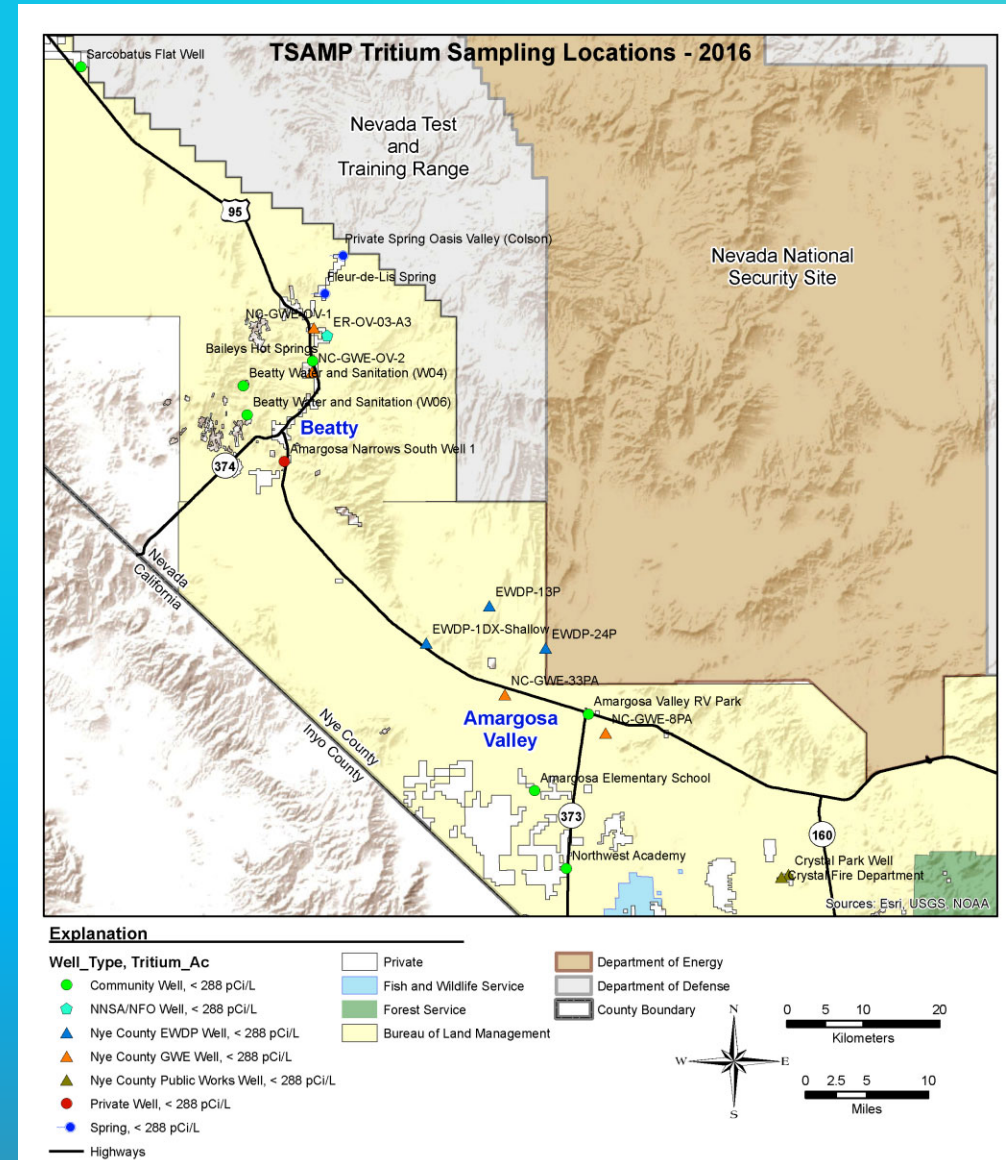 TSAMP Tritium Sampling Locations - 2016
Sarcobatus Flat Well
Nevada Test
and
Training Range
95
Private Spring Oasis Valley (Colson)
Fleur-de-Lis Spring
Nevada National
Security Site
NC-GWE-OV-1
ER-OV-03-A3
Baileys Hot Springs
NC-GWE-OV-2
Beatty Water and Sanitation (W04)
Beatty Water and Sanitation (W06)
Beatty
Amargosa Narrows South Well 1
374
Nevada
California
EWDP-13P
EWDP-1DX-Shallow
EWDP-24P
NC-GWE-33PA
Amargosa
Valley
Amargosa Valley RV Park
NC-GWE-8PA
Nye County
Inyo County
Amargosa Elementary School
373
160
Northwest Academy
Crystal Park Well
Crystal Fire Department
Sources: Esri, USGS, NOAA
Explanation
Well_Type, Tritium_Ac
Community Well, < 288 pCi/L
NNSA/NFO Well, < 288 pCi/L
Nye County EWDP Well, < 288 pCi/L
Nye County GWE Well, < 288 pCi/L
Nye County Public Works Well, < 288 pCi/L
Private Well, < 288 pCi/L
Spring, < 288 pCi/L
Highways
Private
Fish and Wildlife Service
Forest Service
Bureau of Land Management
Department of Energy
Department of Defense
County Boundary
N
W E
S
0 5 10 20
Kilometers
0 2.5 5 10
Miles